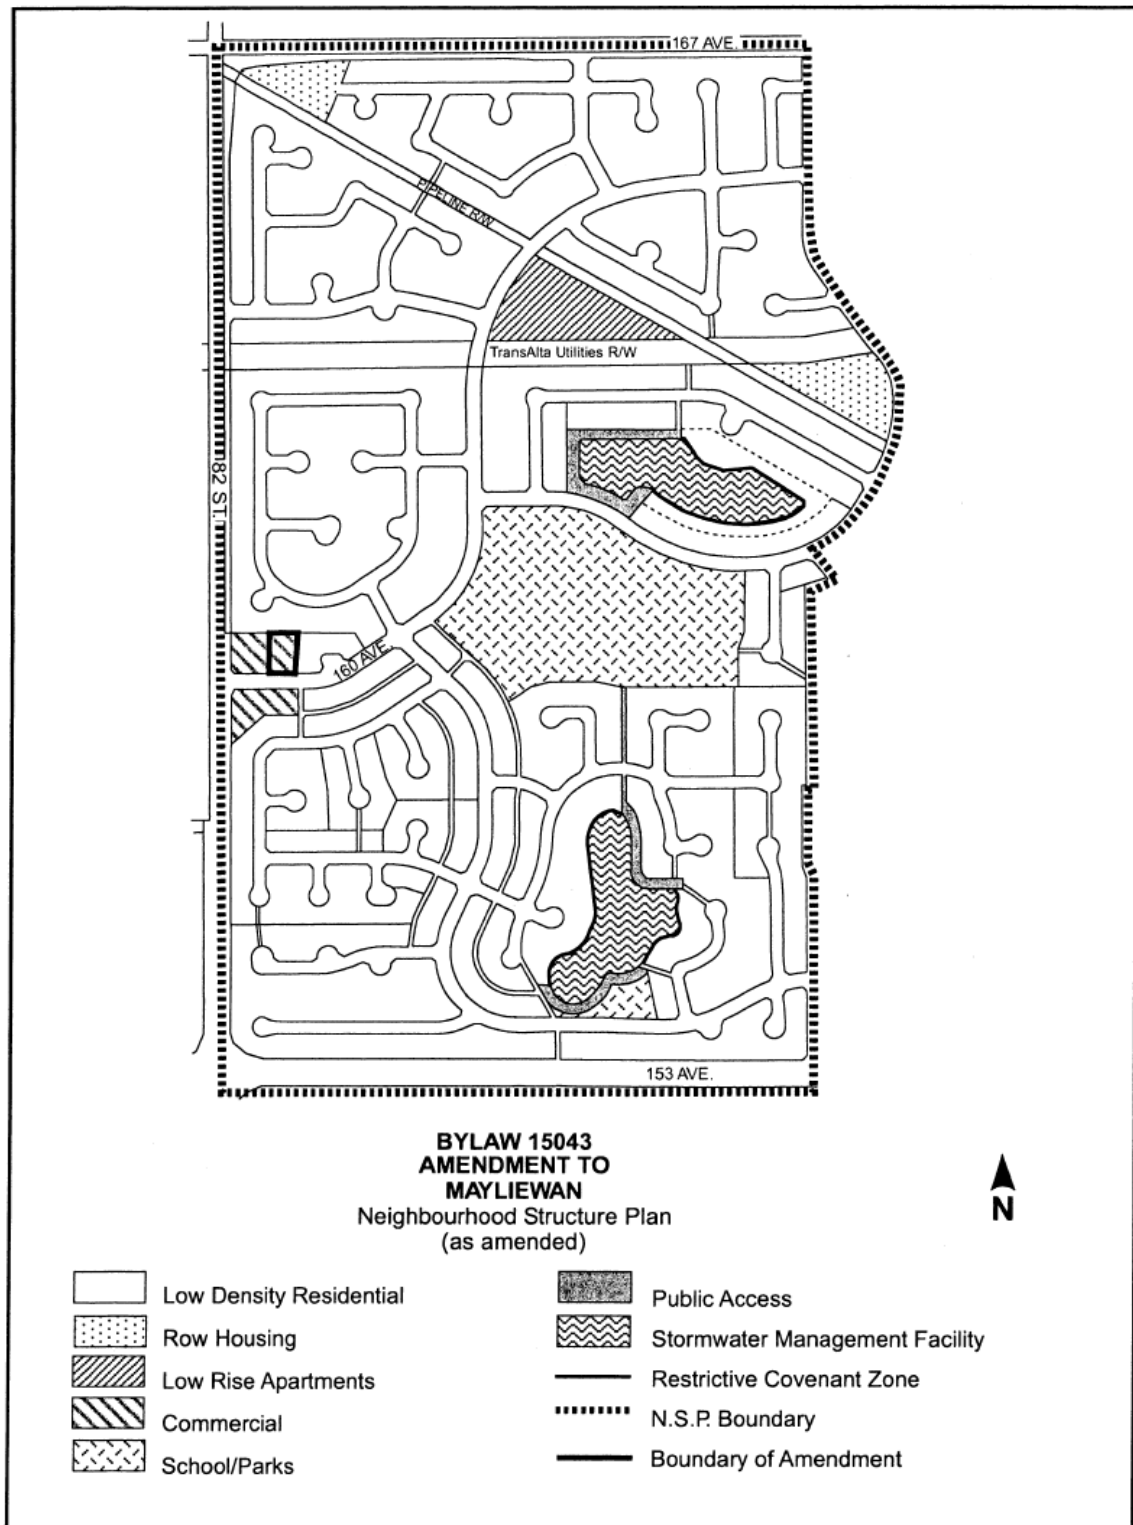 167 AVE.
PIPELINE R/W
TransAlta Utilities R/W
82 ST.
160 AVE.
153 AVE.
BYLAW 15043
AMENDMENT TO
MAYLIEWAN
Neighbourhood Structure Plan
(as amended)
N
Low Density Residential
Row Housing
Low Rise Apartments
Commercial
School/Parks
Public Access
Stormwater Management Facility
Restrictive Covenant Zone
N.S.P. Boundary
Boundary of Amendment